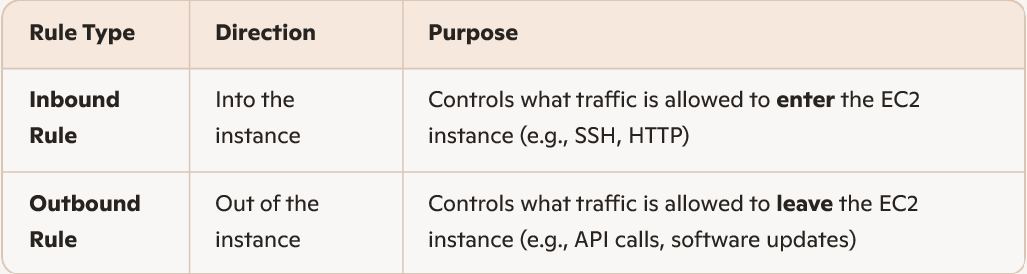 Rule Type Direction Purpose
Inbound Rule Into the instance Controls what traffic is allowed to enter the EC2 instance (e.g., SSH, HTTP)
Outbound Rule Out of the instance Controls what traffic is allowed to leave the EC2 instance (e.g., API calls, software updates)